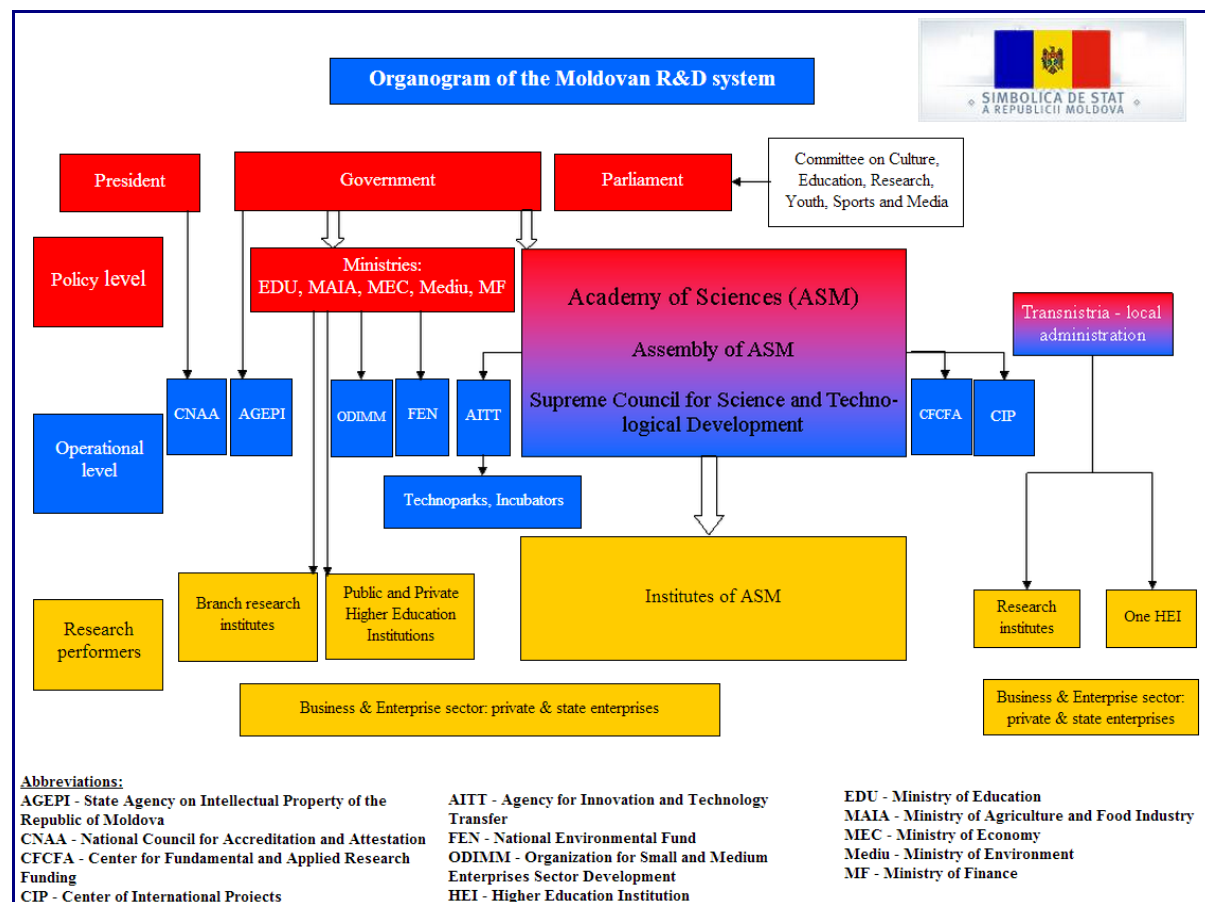 Organogram of the Moldovan R&D system
SIMBOLICA DE STAT
A REPUBLICII MOLDOVA
President
Government
Parliament
Committee on Culture,
Education, Research,
Youth, Sports and Media
Policy level
Ministries:
EDU, MAIA, MEC, Mediu, MF
Academy of Sciences (ASM)
Assembly of ASM
Supreme Council for Science and Techno-
logical Development
Transnistria - local
administration
Operational
level
CNAA
AGEPI
ODIMM
FEN
AITT
CFCFA
CIP
Technoparks, Incubators
Research
performers
Branch research
institutes
Public and Private
Higher Education
Institutions
Institutes of ASM
Research
institutes
One HEI
Business & Enterprise sector: private & state enterprises
Business & Enterprise sector:
private & state enterprises
Abbreviations:
AGEPI - State Agency on Intellectual Property of the
Republic of Moldova
CNAA - National Council for Accreditation and Attestation
CFCFA - Center for Fundamental and Applied Research
Funding
CIP - Center of International Projects
AITT - Agency for Innovation and Technology
Transfer
FEN - National Environmental Fund
ODIMM - Organization for Small and Medium
Enterprises Sector Development
HEI - Higher Education Institution
EDU - Ministry of Education
MAIA - Ministry of Agriculture and Food Industry
MEC - Ministry of Economy
Mediu - Ministry of Environment
MF - Ministry of Finance